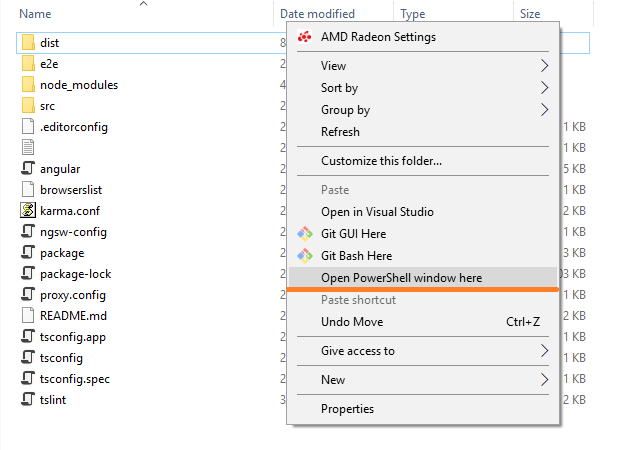 Name Date modified Type Size
dist 8
e2e 2
node_modules 4
src 2
.editorconfig 2 1 KB
2 1 KB
angular 2 5 KB
browserslist 2 1 KB
karma.conf 2 2 KB
ngsw-config 2 1 KB
package 2 2 KB
package-lock 2 03 KB
proxy.config 2 1 KB
README.md 2 2 KB
tsconfig.app 2 1 KB
tsconfig 2 1 KB
tsconfig.spec 2 1 KB
tslint 3 2 KB
AMD Radeon Settings
View
Sort by
Group by
Refresh
Customize this folder...
Paste
Open in Visual Studio
Git GUI Here
Git Bash Here
Open PowerShell window here
Paste shortcut
Undo Move Ctrl+Z
Give access to
New
Properties